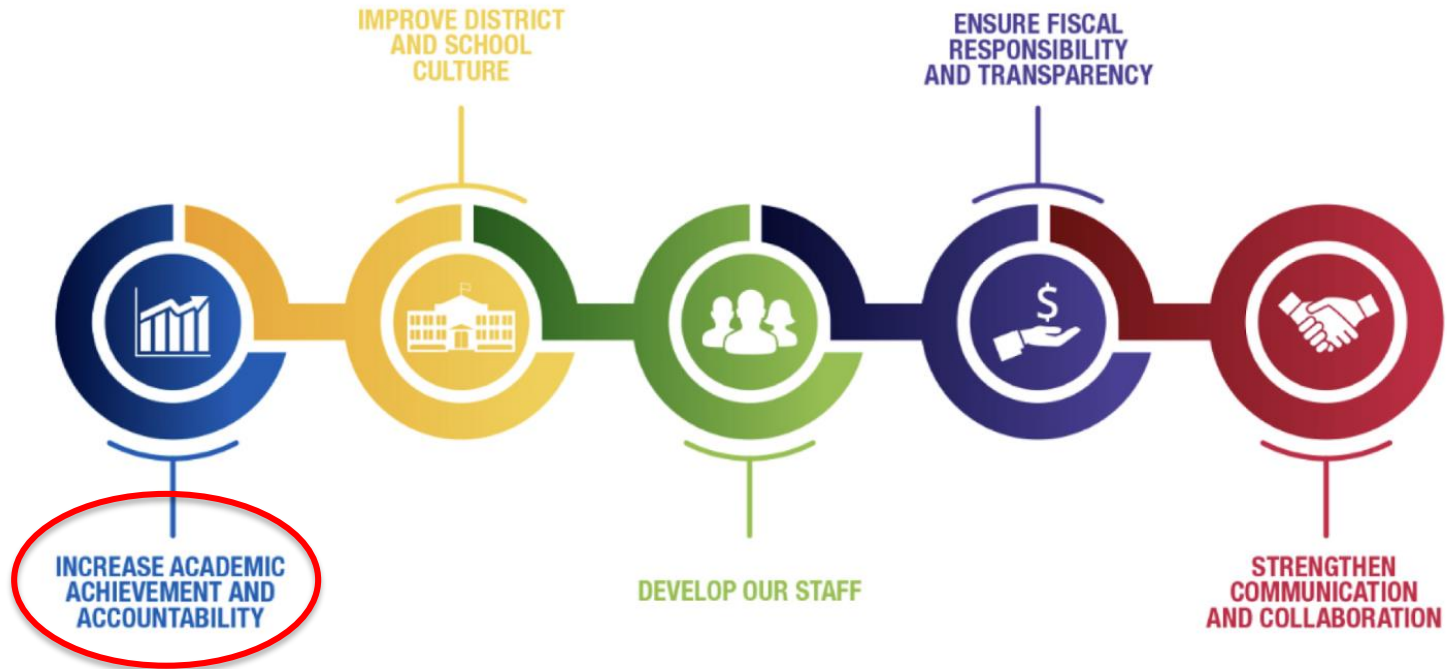 IMPROVE DISTRICT
AND SCHOOL
CULTURE
ENSURE FISCAL
RESPONSIBILITY
AND TRANSPARENCY
$
INCREASE ACADEMIC
ACHIEVEMENT AND
ACCOUNTABILITY
DEVELOP OUR STAFF
STRENGTHEN
COMMUNICATION
AND COLLABORATION